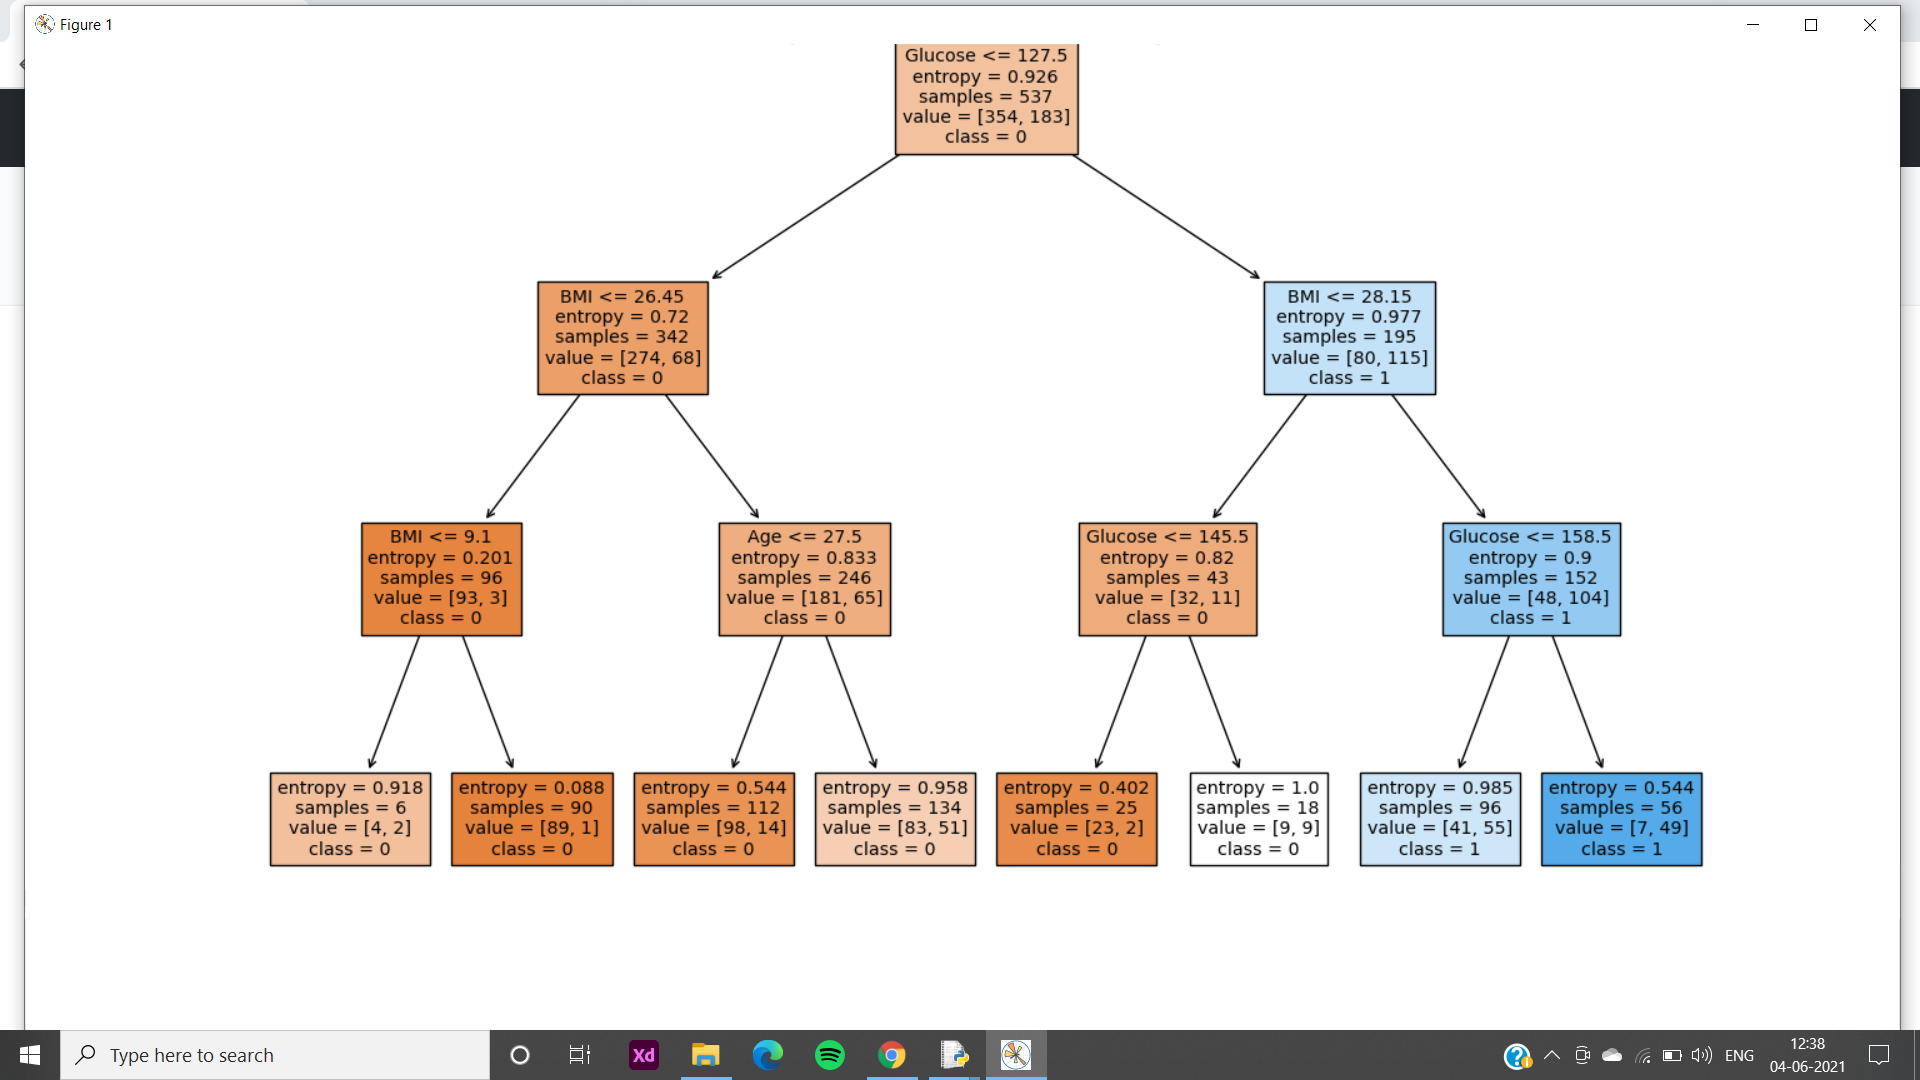 Figure 1
Glucose <= 127.5
entropy = 0.926
samples = 537
value = [354, 183]
class = 0
BMI <= 26.45
entropy = 0.72
samples = 342
value = [274, 68]
class = 0
BMI <= 28.15
entropy = 0.977
samples = 195
value = [80, 115]
class = 1
BMI <= 9.1
entropy = 0.201
samples = 96
value = [93, 3]
class = 0
Age <= 27.5
entropy = 0.833
samples = 246
value = [181, 65]
class = 0
Glucose <= 145.5
entropy = 0.82
samples = 43
value = [32, 11]
class = 0
Glucose <= 158.5
entropy = 0.9
samples = 152
value = [48, 104]
class = 1
entropy = 0.918
samples = 6
value = [4, 2]
class = 0
entropy = 0.088
samples = 90
value = [89, 1]
class = 0
entropy = 0.544
samples = 112
value = [98, 14]
class = 0
entropy = 0.958
samples = 134
value = [83, 51]
class = 0
entropy = 0.402
samples = 25
value = [23, 2]
class = 0
entropy = 1.0
samples = 18
value = [9, 9]
class = 0
entropy = 0.985
samples = 96
value = [41, 55]
class = 1
entropy = 0.544
samples = 56
value = [7, 49]
class = 1
Type here to search
Xd
ENG
12:38
04-06-2021